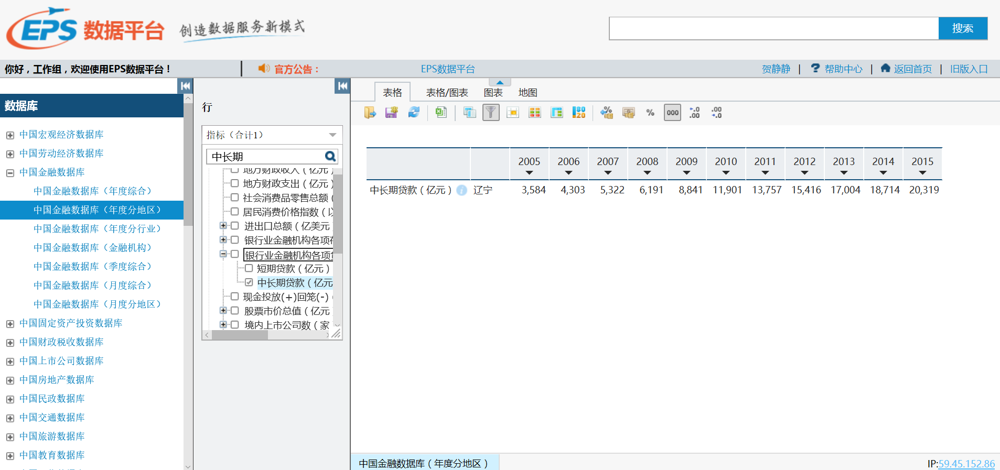 EPS 数据平台 创造数据服务新模式
搜索
你好，工作组，欢迎使用EPS数据平台！
官方公告：
EPS数据平台
贺静静 | 帮助中心 | 返回首页 | 旧版入口
数据库
中国宏观经济数据库
中国劳动经济数据库
中国金融数据库
中国金融数据库（年度综合）
中国金融数据库（年度分地区）
中国金融数据库（年度分行业）
中国金融数据库（金融机构）
中国金融数据库（季度综合）
中国金融数据库（月度综合）
中国金融数据库（月度分地区）
中国固定资产投资数据库
中国财政税收数据库
中国上市公司数据库
中国房地产数据库
中国民政数据库
中国交通数据库
中国旅游数据库
中国教育数据库
行
指标（合计1）
中长期
地方财政收入（亿元）
地方财政支出（亿元）
社会消费品零售总额（
居民消费价格指数（以
进出口总额（亿美元
银行业金融机构各项存
银行业金融机构各项贷
短期贷款（亿元）
中长期贷款（亿元
现金投放(+)回笼(-)
股票市价总值（亿元
境内上市公司数（家
表格 表格/图表 图表 地图
% 000 .0 .00 .00 .0
2005 2006 2007 2008 2009 2010 2011 2012 2013 2014 2015
中长期贷款（亿元） 辽宁 3,584 4,303 5,322 6,191 8,841 11,901 13,757 15,416 17,004 18,714 20,319
中国金融数据库（年度分地区）
IP:59.45.152.86